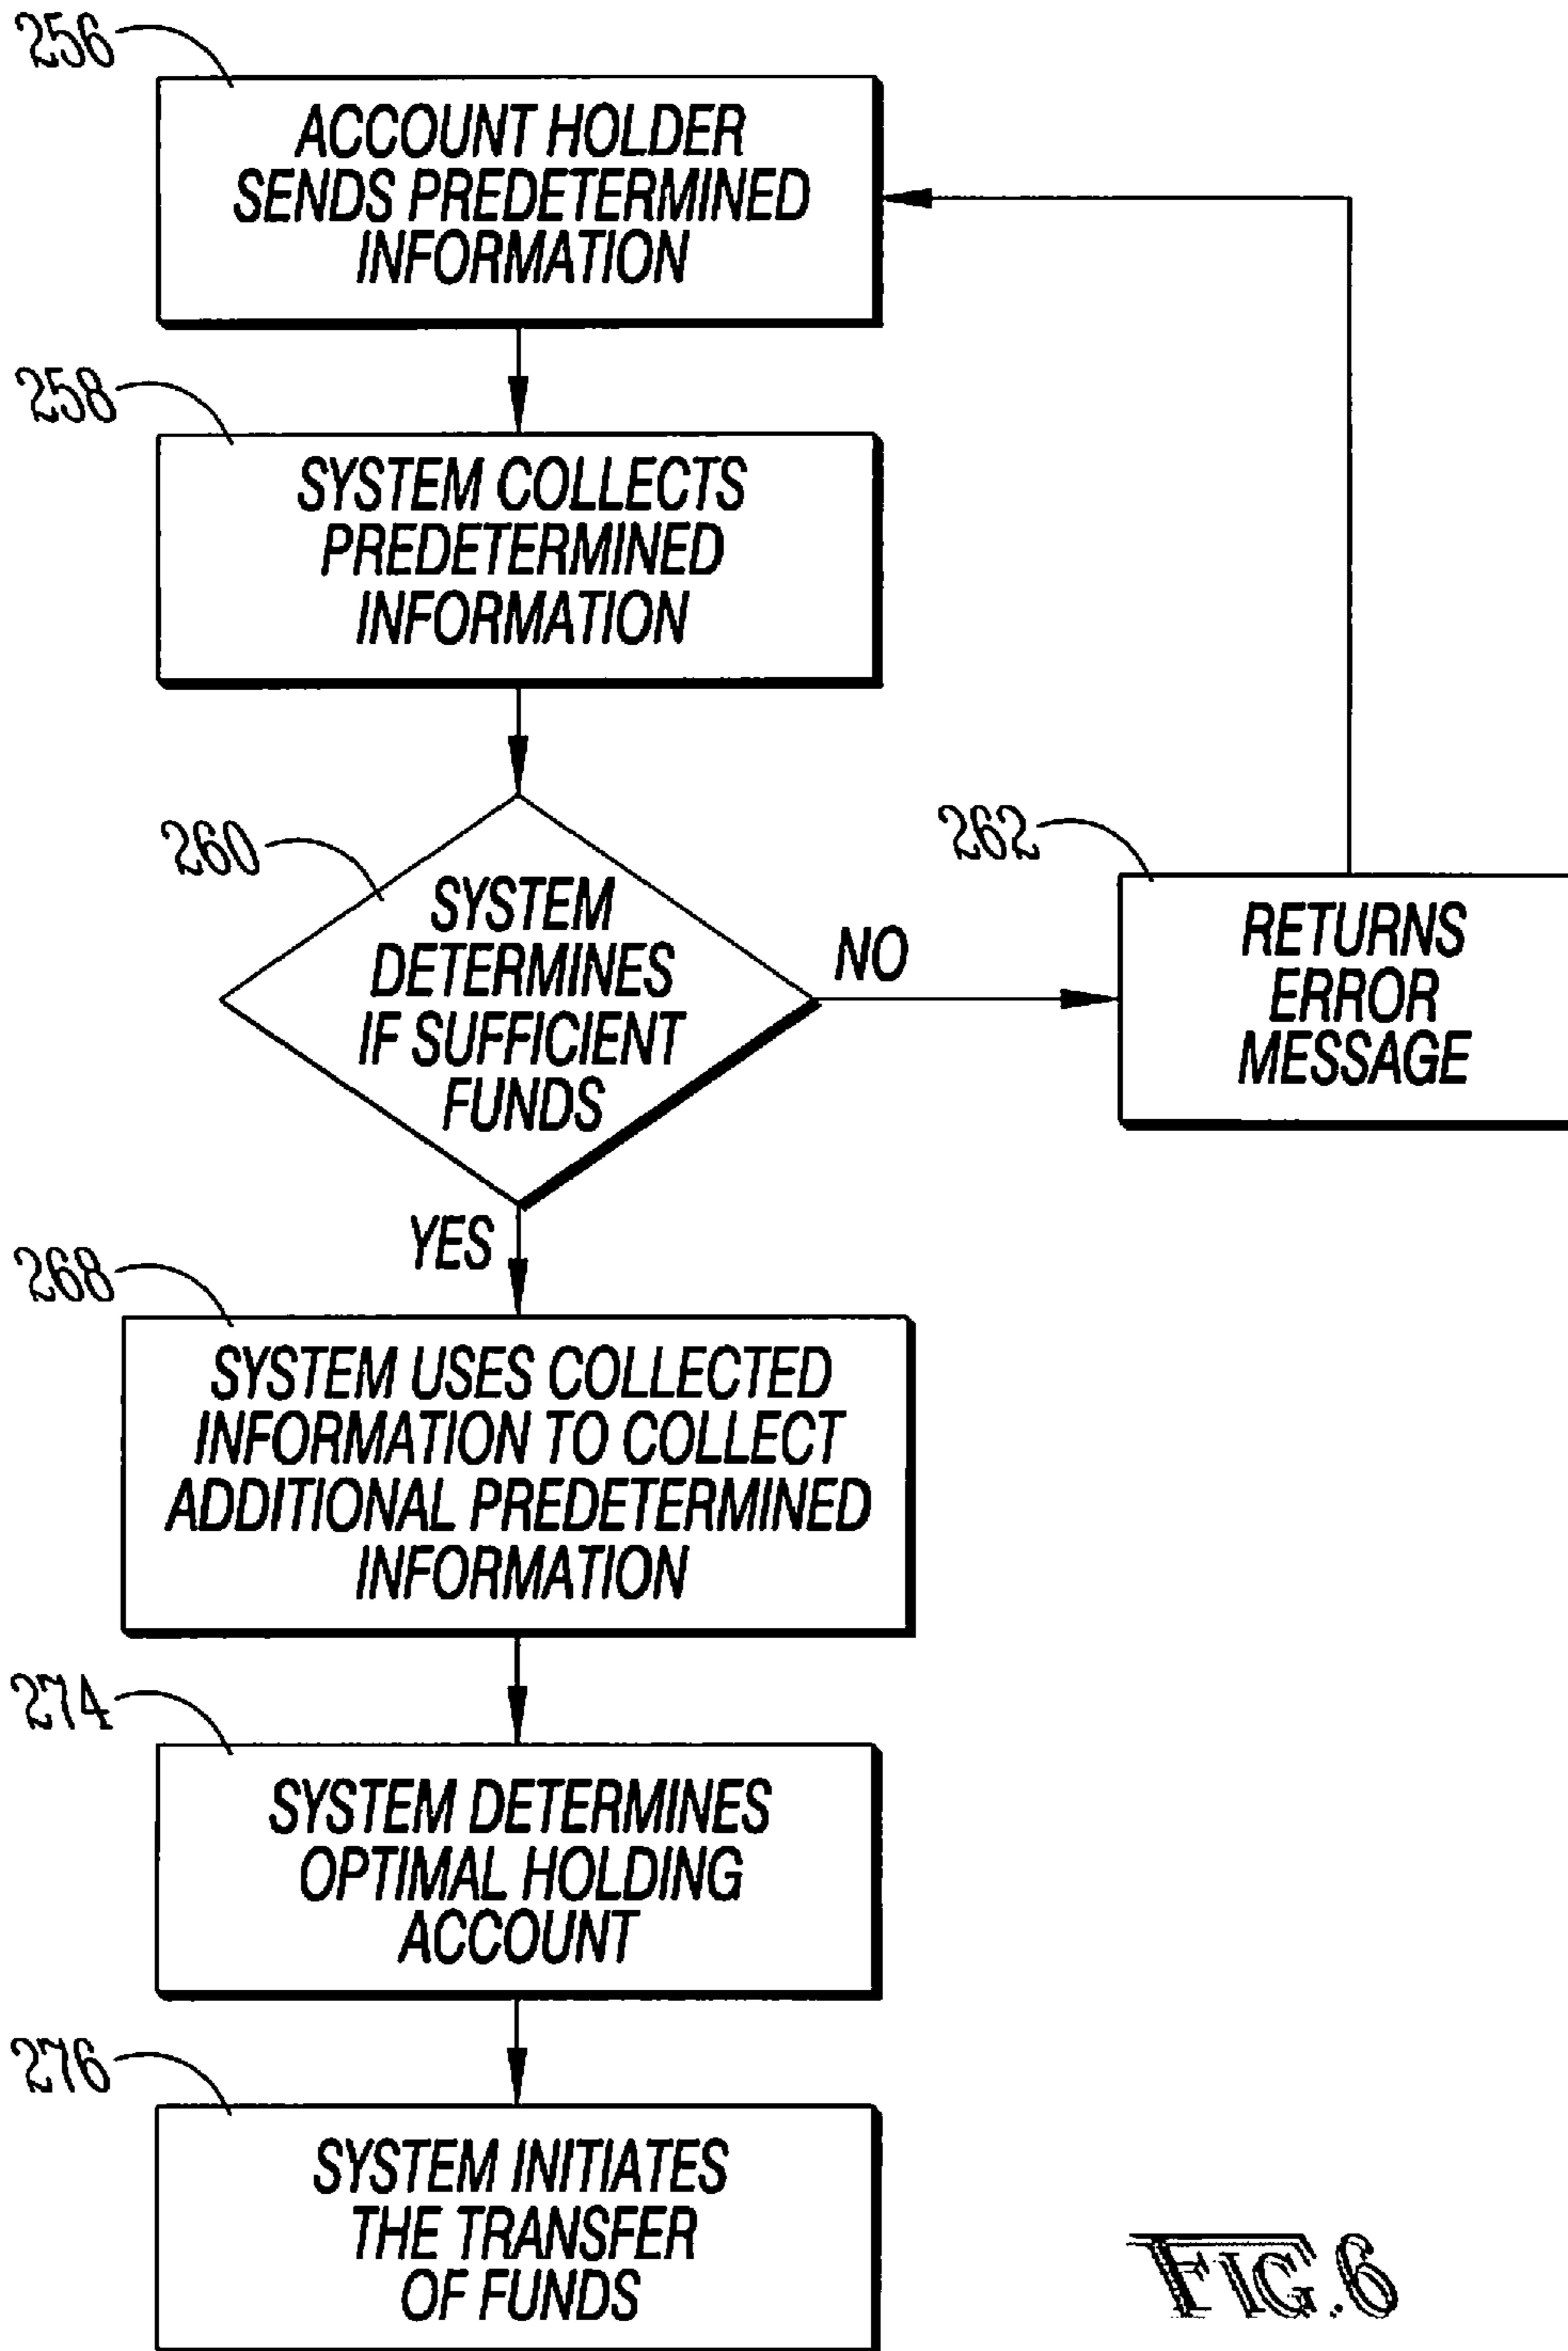 256
ACCOUNT HOLDER
SENDS PREDETERMINED
INFORMATION
258
SYSTEM COLLECTS
PREDETERMINED
INFORMATION
260
SYSTEM
DETERMINES
IF SUFFICIENT
FUNDS
NO
262
RETURNS
ERROR
MESSAGE
YES
268
SYSTEM USES COLLECTED
INFORMATION TO COLLECT
ADDITIONAL PREDETERMINED
INFORMATION
274
SYSTEM DETERMINES
OPTIMAL HOLDING
ACCOUNT
276
SYSTEM INITIATES
THE TRANSFER
OF FUNDS
FIG.6